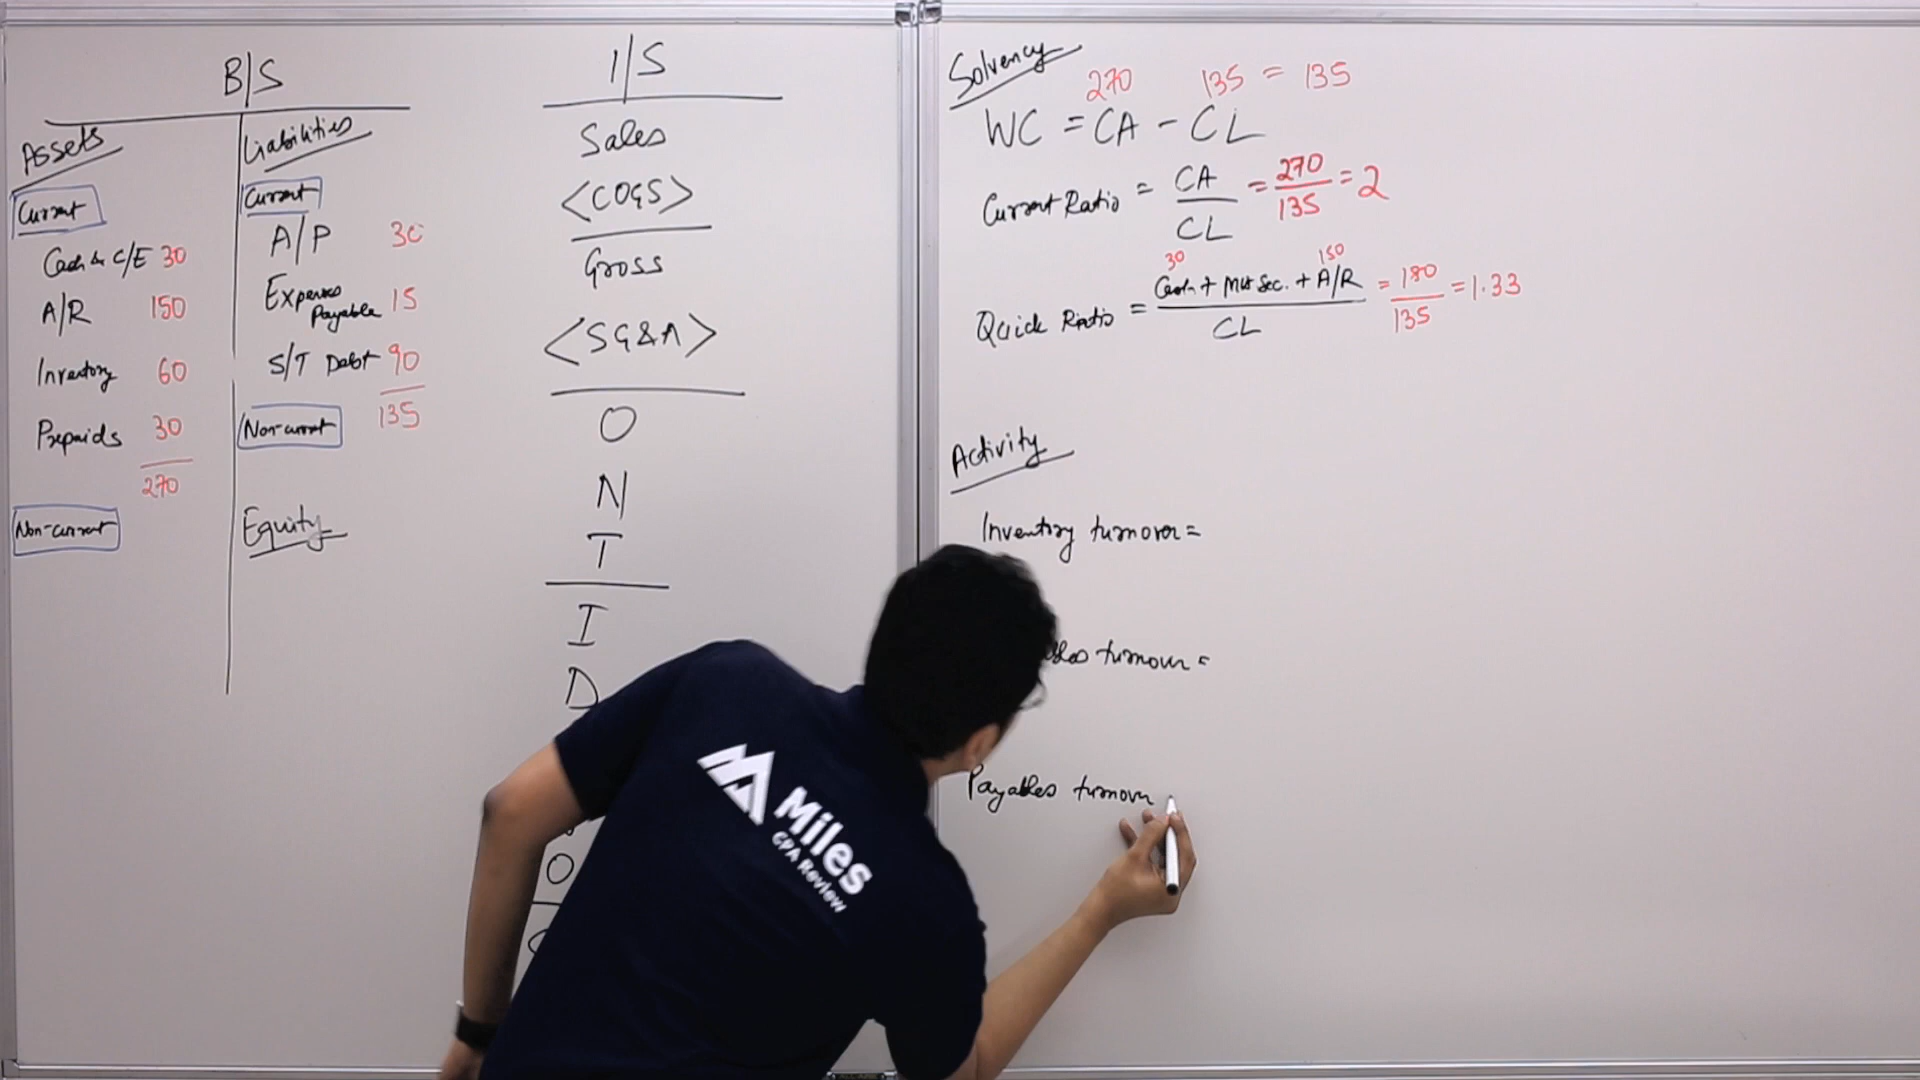 B/S
Assets
Current
Cash & C/E 30
A/R 150
Inventory 60
Prepaids 30
270
Non-current
Liabilities
Current
A/P 30
Expenses
Payable 15
S/T Debt 90
135
Non-current
Equity
I/S
Sales
<COGS>
Gross
<SG&A>
O
N
T
I
D
O
Solvency
270 135 = 135
WC = CA - CL
Current Ratio = CA / CL = 270 / 135 = 2
30 150
Quick Ratio = Cash + Mkt Sec. + A/R / CL = 180 / 135 = 1.33
Activity
Inventory turnover =
turnover =
Payables turnover
Miles
CPA Review